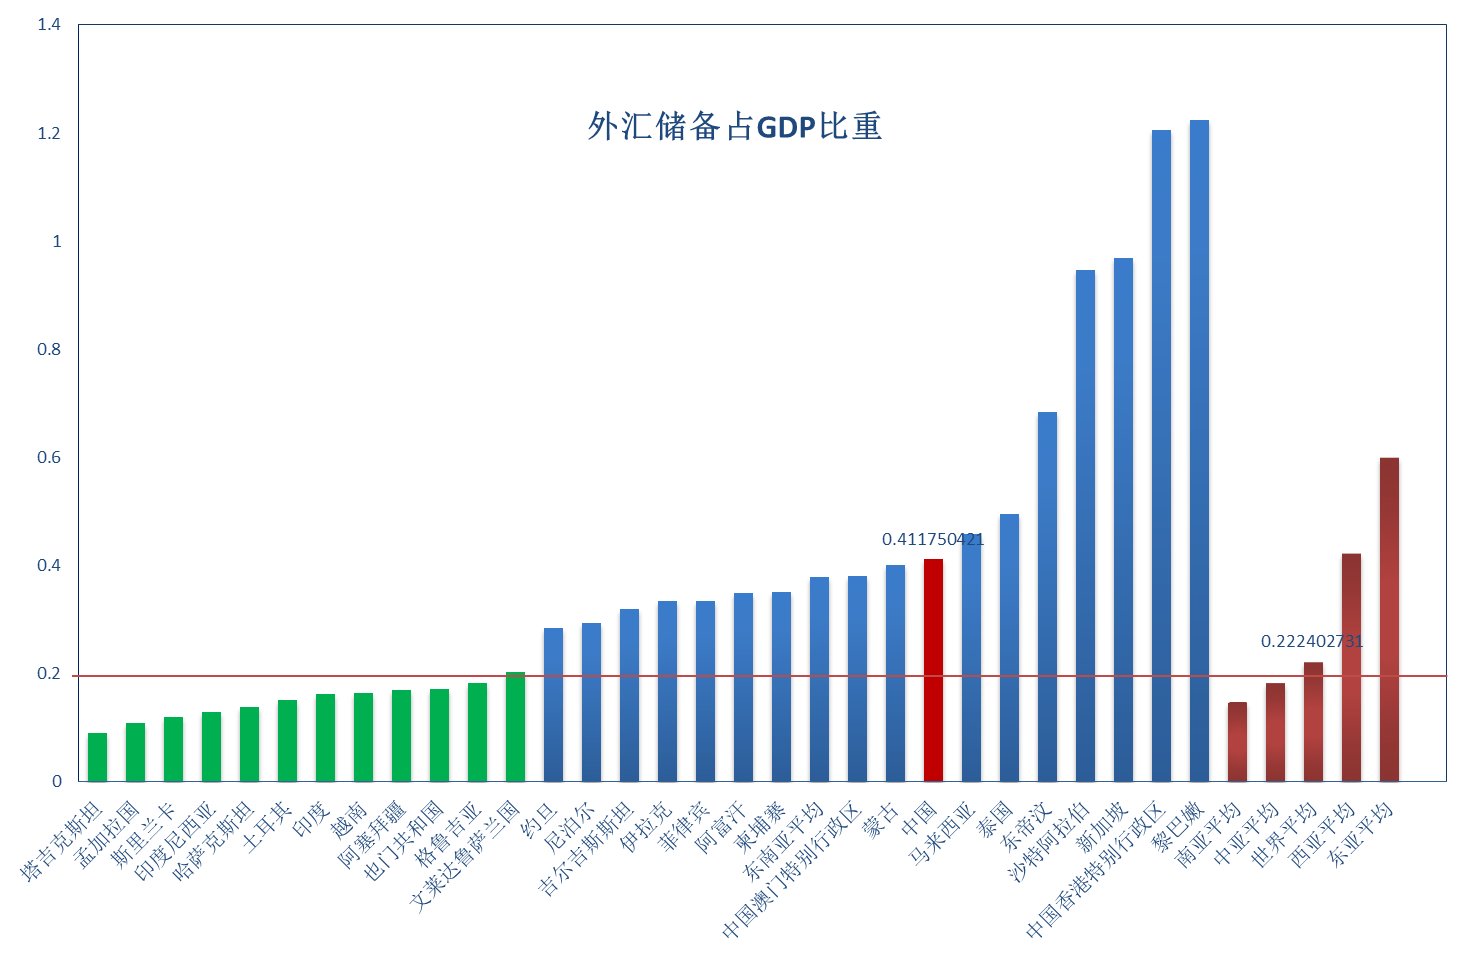 外汇储备占GDP比重
1.4
1.2
1
0.8
0.6
0.4
0.2
0
0.411750421
0.222402731
塔吉克斯坦
孟加拉国
斯里兰卡
印度尼西亚
哈萨克斯坦
土耳其
印度
越南
阿塞拜疆
也门共和国
格鲁吉亚
文莱达鲁萨兰国
约旦
尼泊尔
吉尔吉斯斯坦
伊拉克
菲律宾
阿富汗
柬埔寨
东南亚平均
中国澳门特别行政区
蒙古
中国
马来西亚
泰国
东帝汶
沙特阿拉伯
新加坡
中国香港特别行政区
黎巴嫩
南亚平均
中亚平均
世界平均
西亚平均
东亚平均